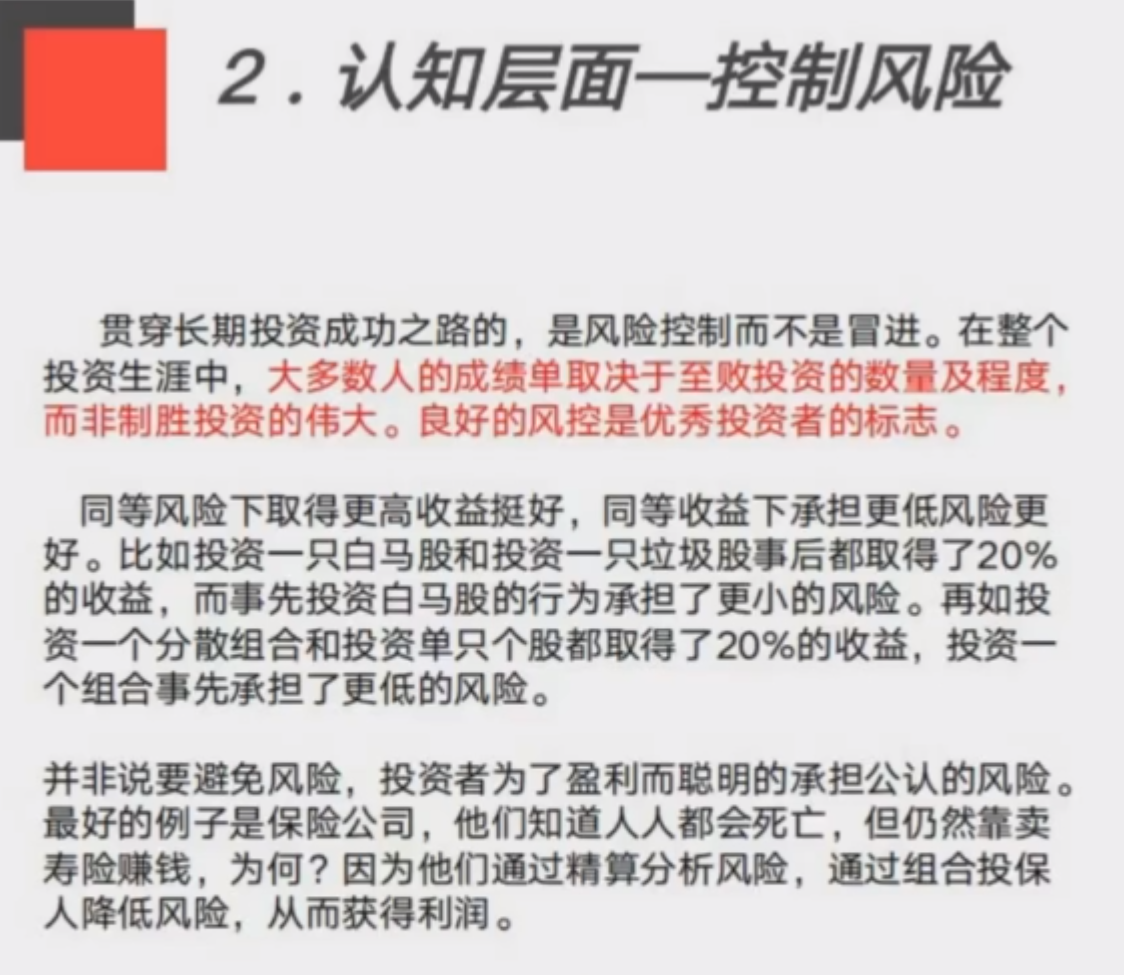 2．认知层面—控制风险
贯穿长期投资成功之路的，是风险控制而不是冒进。在整个
投资生涯中，大多数人的成绩单取决于至败投资的数量及程度，
而非制胜投资的伟大。良好的风控是优秀投资者的标志。
同等风险下取得更高收益挺好，同等收益下承担更低风险更
好。比如投资一只白马股和投资一只垃圾股事后都取得了20%
的收益，而事先投资白马股的行为承担了更小的风险。再如投
资一个分散组合和投资单只个股都取得了20%的收益，投资一
个组合事先承担了更低的风险。
并非说要避免风险，投资者为了盈利而聪明的承担公认的风险。
最好的例子是保险公司，他们知道人人都会死亡，但仍然靠卖
寿险赚钱，为何？因为他们通过精算分析风险，通过组合投保
人降低风险，从而获得利润。